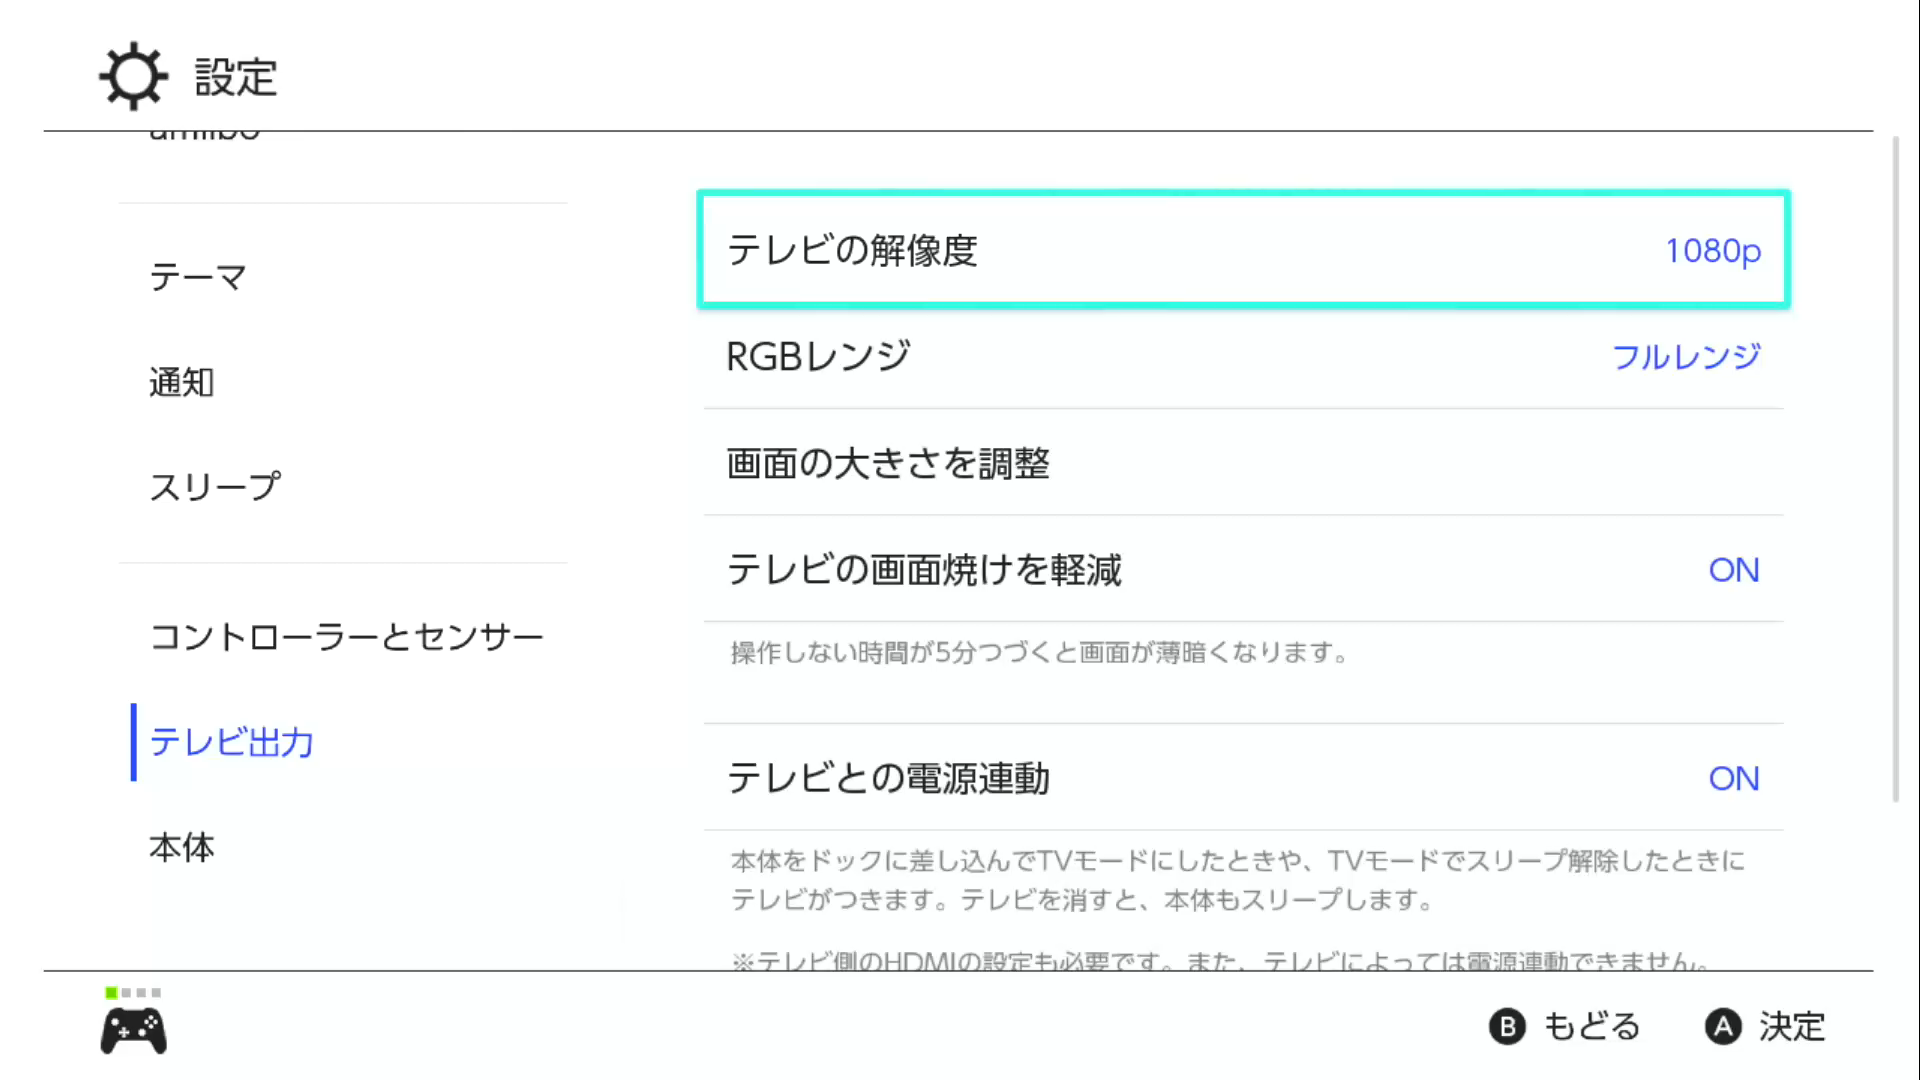 設定
amiibo
テーマ
通知
スリープ
コントローラーとセンサー
テレビ出力
本体
テレビの解像度 1080p
RGBレンジ フルレンジ
画面の大きさを調整
テレビの画面焼けを軽減 ON
操作しない時間が5分つづくと画面が薄暗くなります。
テレビとの電源連動 ON
本体をドックに差し込んでTVモードにしたときや、TVモードでスリープ解除したときに
テレビがつきます。テレビを消すと、本体もスリープします。
※テレビ側のHDMIの設定も必要です。また、テレビによっては電源連動できません。
B もどる A 決定